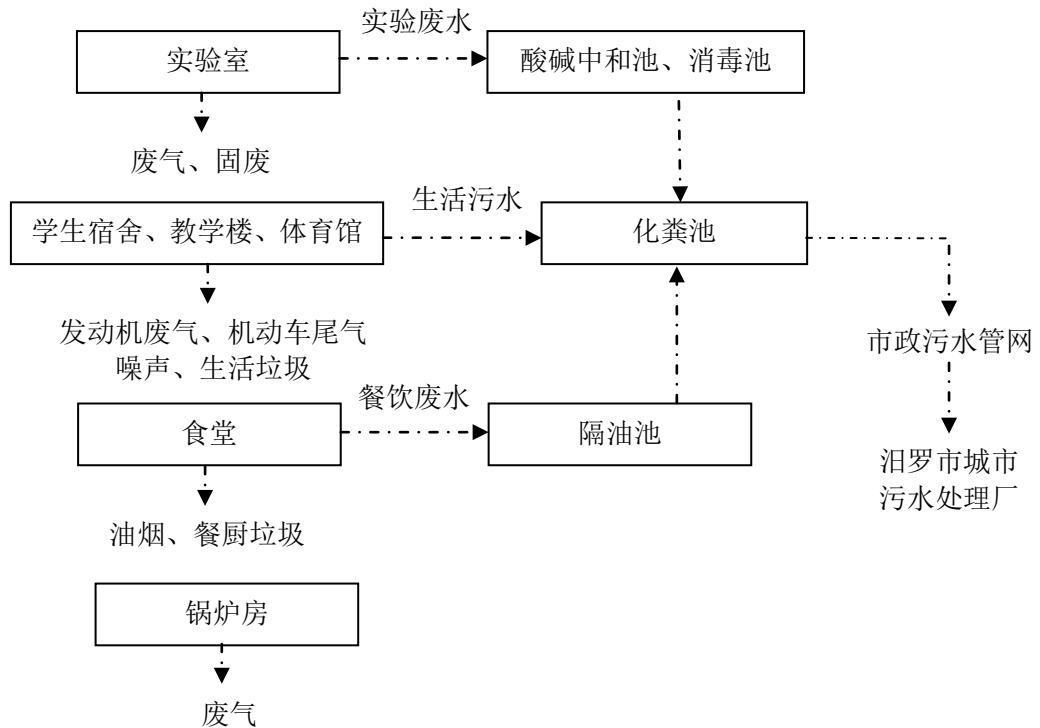 实验废水
实验室
酸碱中和池、消毒池
废气、固废
生活污水
学生宿舍、教学楼、体育馆
化粪池
发动机废气、机动车尾气
噪声、生活垃圾
市政污水管网
餐饮废水
食堂
隔油池
汨罗市城市
污水处理厂
油烟、餐厨垃圾
锅炉房
废气